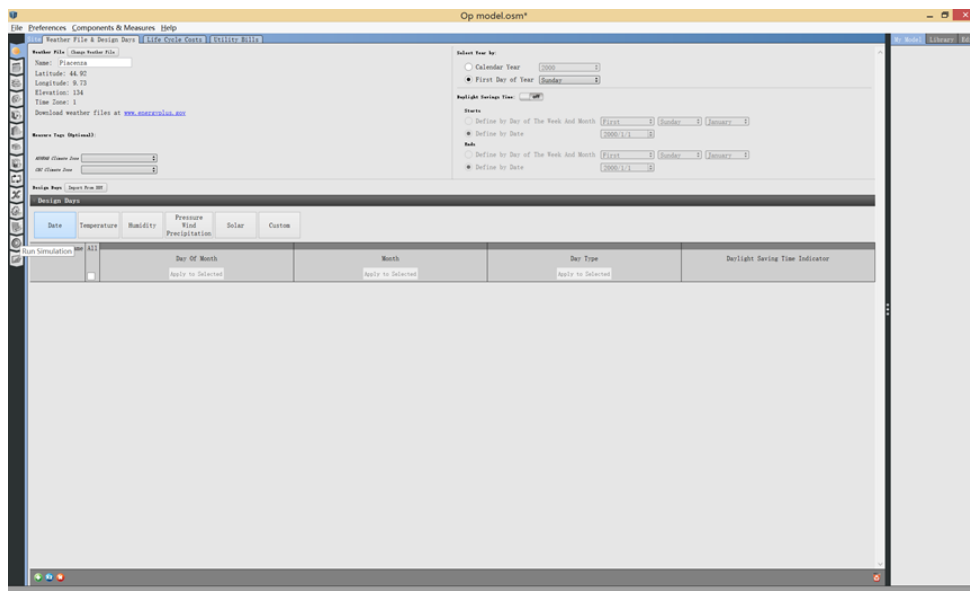 Op model.osm*
File Preferences Components & Measures Help
Site Weather File & Design Days Life Cycle Costs Utility Bills
My Model Library Ed
Weather File Change Weather File
Name: Piacenza
Latitude: 44.92
Longitude: 9.73
Elevation: 134
Time Zone: 1
Download weather files at www.energyplus.gov
Measure Tags (Optional):
ASHRAE Climate Zone
CEC Climate Zone
Select Year by:
Calendar Year 2000
First Day of Year Sunday
Daylight Savings Time: off
Starts
Define by Day of The Week And Month First Sunday January
Define by Date 2000/1/1
Ends
Define by Day of The Week And Month First Sunday January
Define by Date 2000/1/1
Design Days Import From DDY
Design Days
Date Temperature Humidity Pressure Wind Precipitation Solar Custom
Run Simulation
All
Day Of Month Month Day Type Daylight Saving Time Indicator
Apply to Selected Apply to Selected Apply to Selected